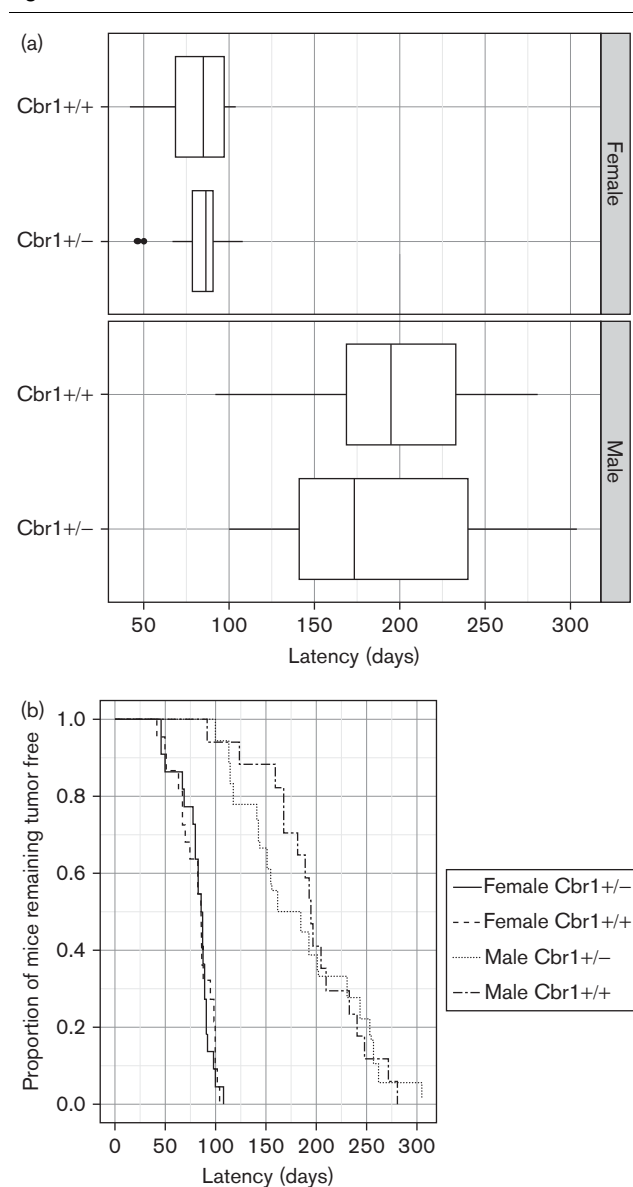 (a)
Cbr1+/+
Cbr1+/−
Female
Cbr1+/+
Cbr1+/−
Male
50 100 150 200 250 300
Latency (days)
(b)
1.0
0.8
0.6
0.4
0.2
0.0
Proportion of mice remaining tumor free
0 50 100 150 200 250 300
Latency (days)
Female Cbr1+/−
Female Cbr1+/+
Male Cbr1+/−
Male Cbr1+/+